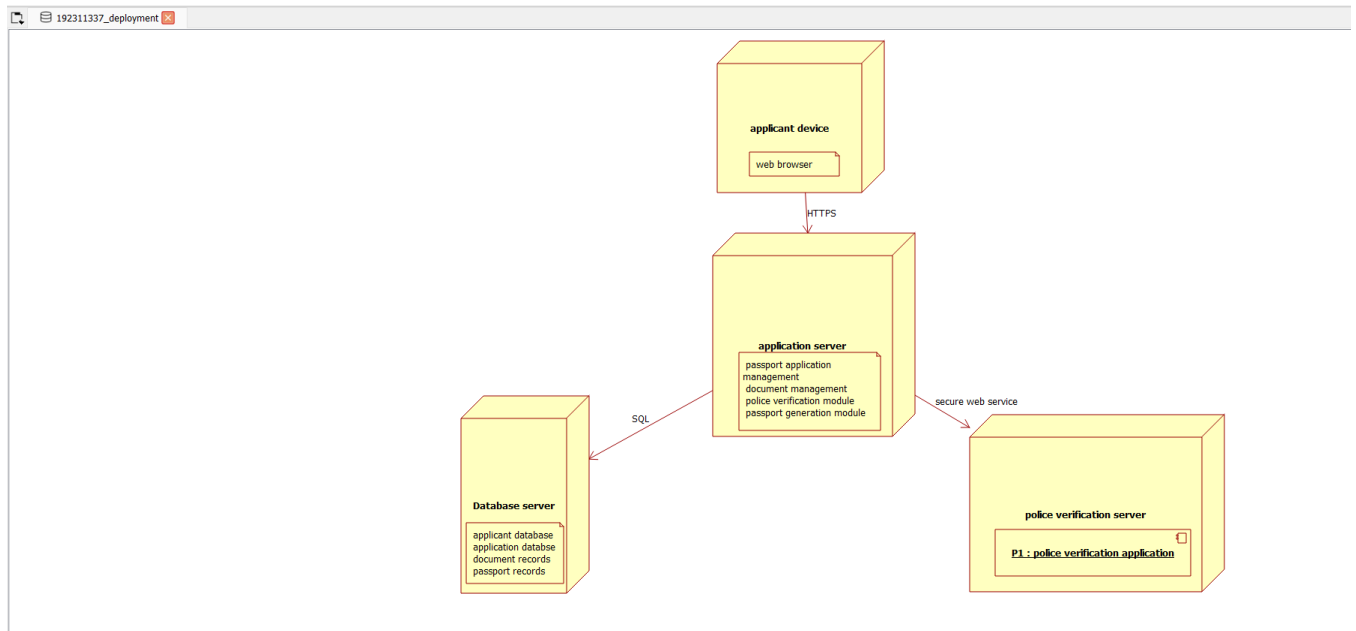 192311337_deployment
applicant device
web browser
HTTPS
application server
passport application
management
document management
police verification module
passport generation module
SQL
secure web service
Database server
applicant database
application databse
document records
passport records
police verification server
P1 : police verification application